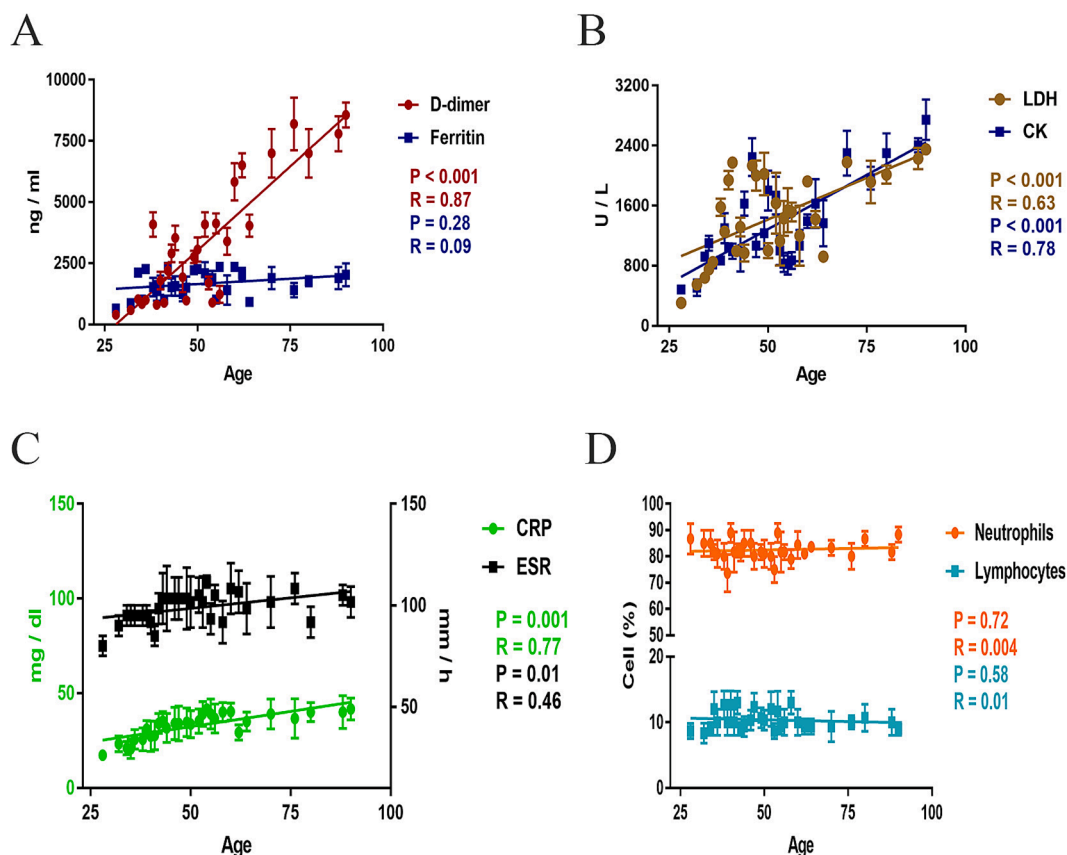 A
ng / ml
10000
7500
5000
2500
0
25
50
75
100
Age
D-dimer
Ferritin
P < 0.001
R = 0.87
P = 0.28
R = 0.09
B
U / L
3200
2400
1600
800
0
25
50
75
100
Age
LDH
CK
P < 0.001
R = 0.63
P <0.001
R = 0.78
C
mg / dl
150
100
50
0
25
50
75
100
Age
150
100
50
mm / h
CRP
ESR
P = 0.001
R = 0.77
P = 0.01
R = 0.46
D
Cell (%)
100
90
80
70
60
50
20
10
0
25
50
75
100
Age
Neutrophils
Lymphocytes
P = 0.72
R = 0.004
P = 0.58
R = 0.01